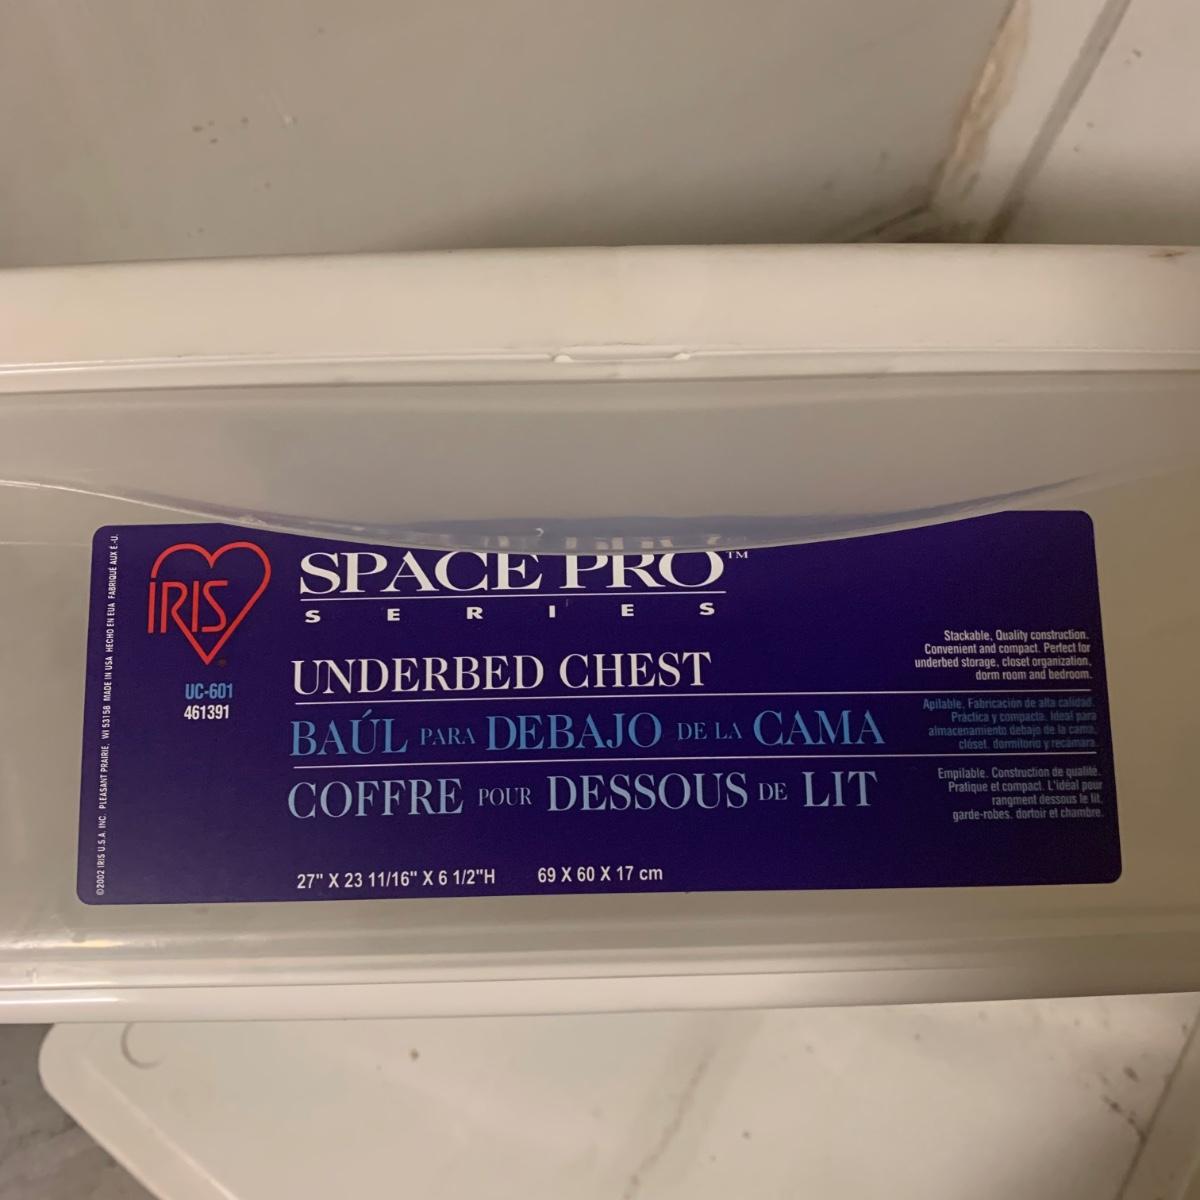 ©2002 IRIS U.S.A. INC. PLEASANT PRAIRIE, WI 53158 MADE IN USA HECHO EN EUA FABRIQUÉ AUX É.-U.
IRIS
UC-601
461391
SPACE PRO™
SERIES
UNDERBED CHEST
BAÚL PARA DEBAJO DE LA CAMA
COFFRE POUR DESSOUS DE LIT
27" X 23 11/16" X 6 1/2"H 69 X 60 X 17 cm
Stackable. Quality construction.
Convenient and compact. Perfect for
underbed storage, closet organization,
dorm room and bedroom.
Apilable. Fabricación de alta calidad.
Práctica y compacta. Ideal para
almacenamiento debajo de la cama,
clóset, dormitorio y recámara.
Empilable. Construction de qualité.
Pratique et compact. L'idéal pour
rangment dessous le lit,
garde-robes, dortoir et chambre.